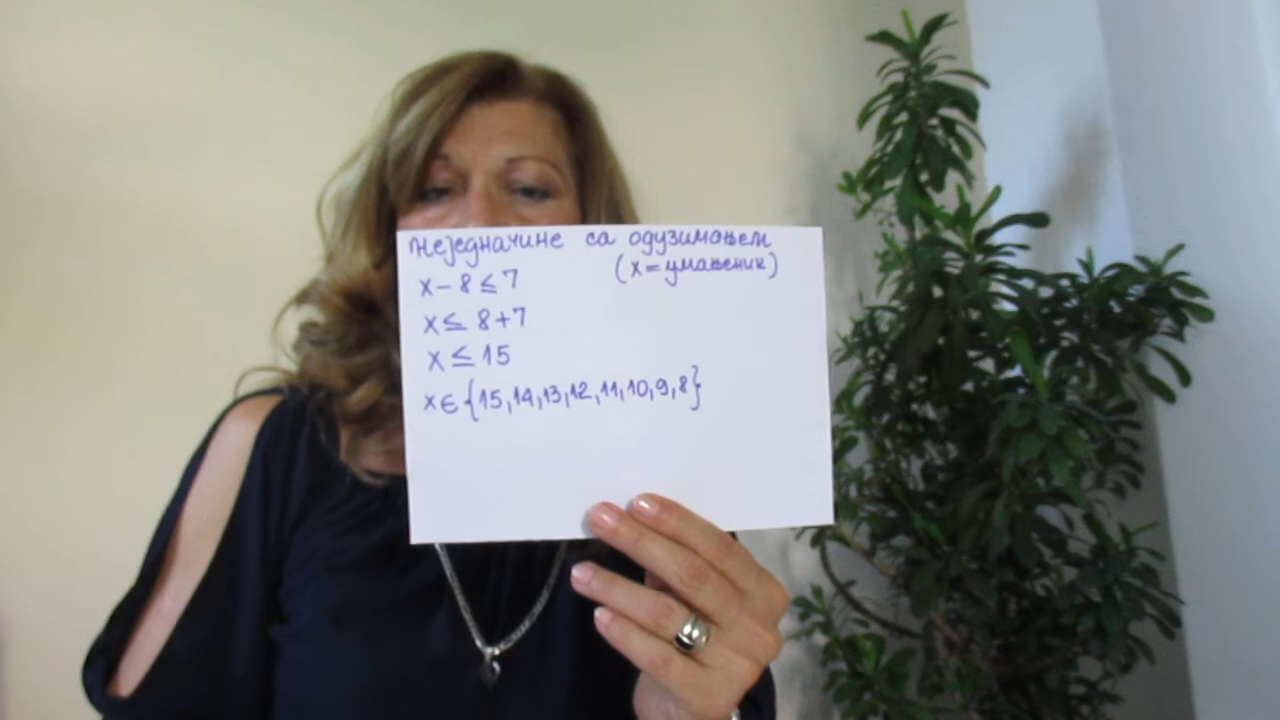 Неједначине са одузимањем
(x=умањеник)
x-8≤7
x≤ 8+7
x≤15
x∈{15,14,13,12,11,10,9,8}